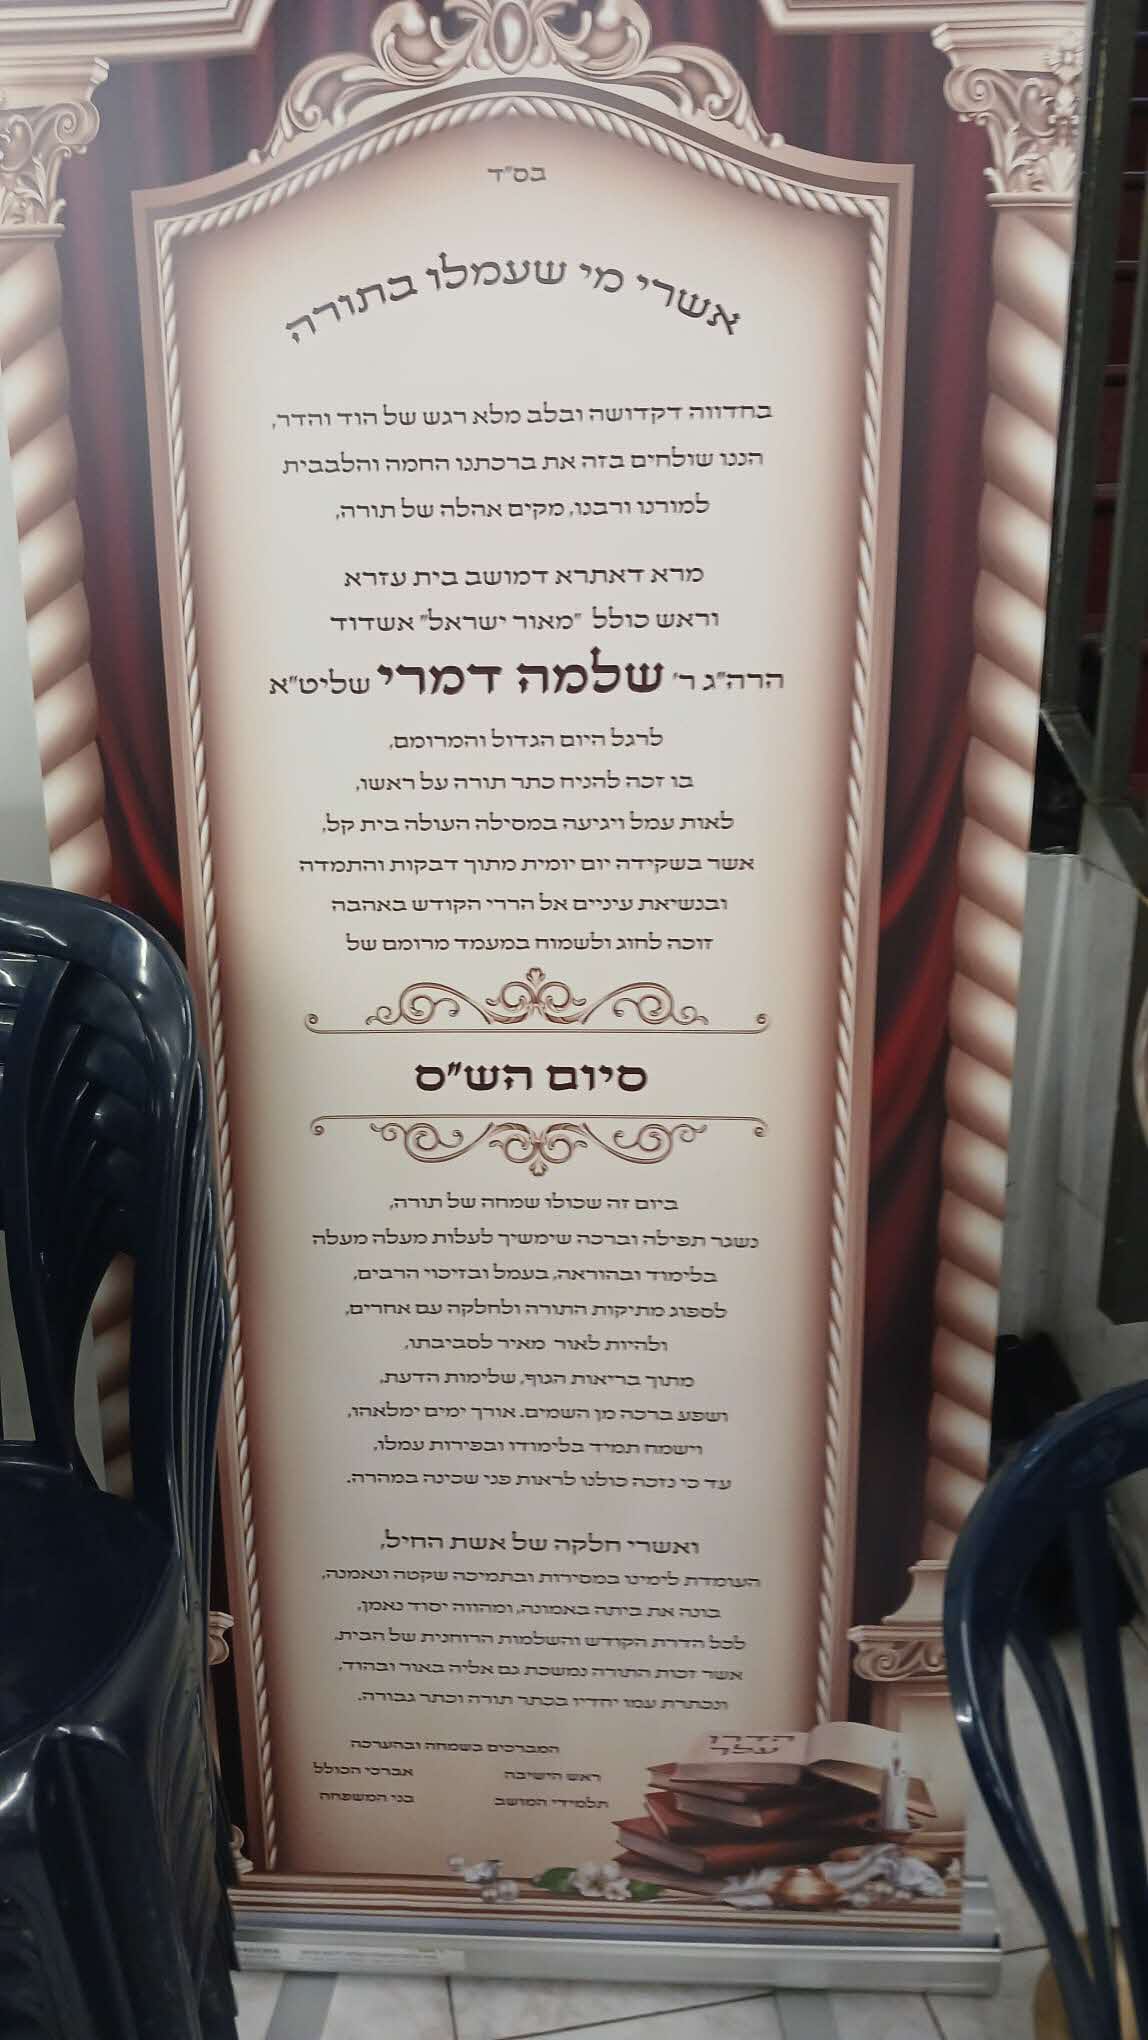 בס"ד
אשרי מי שעמלו בתורה
בחדווה דקדושה ובלב מלא רגש של הוד והדר,
הננו שולחים בזה את ברכתנו החמה והלבבית
למורנו ורבנו, מקים אהלה של תורה,
מרא דאתרא דמושב בית עזרא
וראש כולל "מאור ישראל" אשדוד
הרה"ג ר' שלמה דמרי שליט"א
לרגל היום הגדול והמרומם,
בו זכה להניח כתר תורה על ראשו,
לאות עמל ויגיעה במסילה העולה בית קל,
אשר בשקידה יום יומית מתוך דבקות והתמדה
ובנשיאת עיניים אל הררי הקודש באהבה
זוכה לחוג ולשמוח במעמד מרומם של
סיום הש"ס
ביום זה שכולו שמחה של תורה,
נשגר תפילה וברכה שימשיך לעלות מעלה מעלה
בלימוד ובהוראה, בעמל ובזיכוי הרבים,
לספוג מתיקות התורה ולחלקה עם אחרים,
ולהיות לאור מאיר לסביבתו,
מתוך בריאות הגוף, שלימות הדעת,
ושפע ברכה מן השמים. אורך ימים ימלאהו,
וישמח תמיד בלימודו ובפירות עמלו,
עד כי נזכה כולנו לראות פני שכינה במהרה.
ואשרי חלקה של אשת החיל,
העומדת לימינו במסירות ובתמיכה שקטה ונאמנה,
בונה את ביתה באמונה, ומהווה יסוד נאמן,
לכל הדרת הקודש והשלמות הרוחנית של הבית,
אשר זכות התורה נמשכת גם אליה באור ובהוד,
ונכתרת עמו יחדיו בכתר תורה וכתר גבורה.
המברכים בשמחה ובהערכה
ראש הישיבה אברכי הכולל
תלמידי המושב בני המשפחה
הדרן
עלך